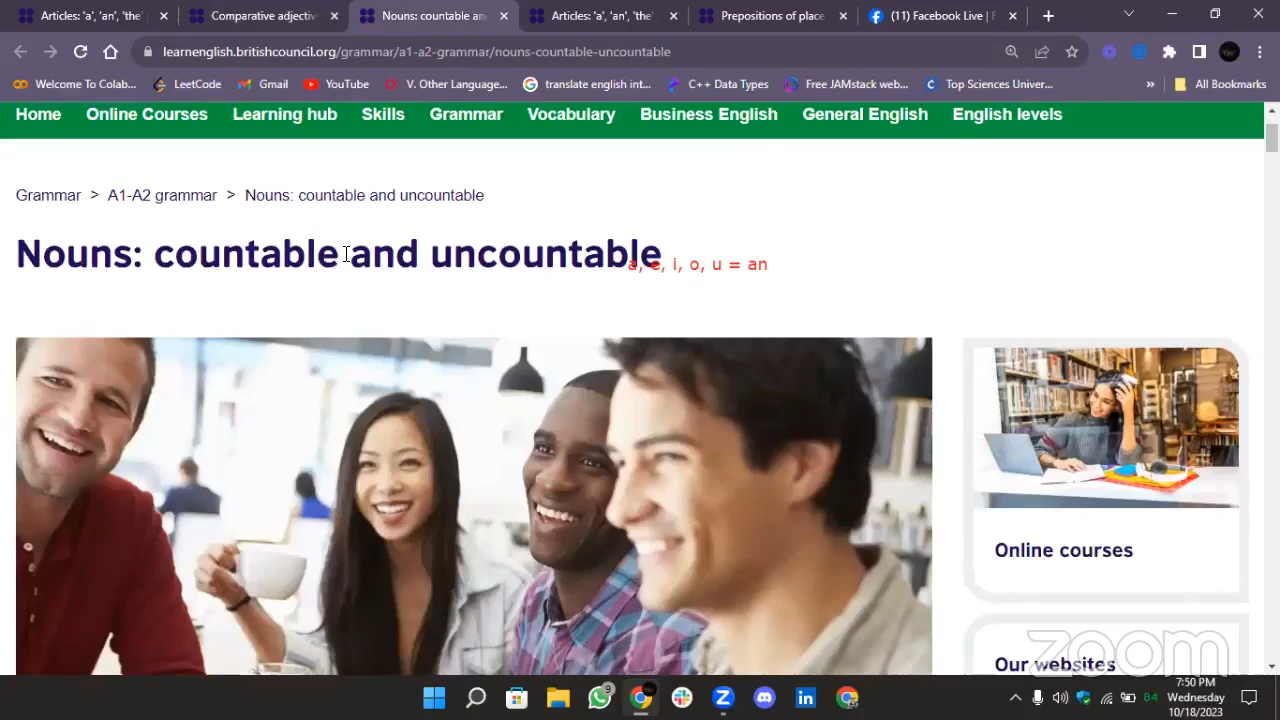 Articles: 'a', 'an', 'the'
Comparative adjectiv
Nouns: countable an
Articles: 'a', 'an', 'the'
Prepositions of place
(11) Facebook Live | F
learnenglish.britishcouncil.org/grammar/a1-a2-grammar/nouns-countable-uncountable
Welcome To Colab...
LeetCode
Gmail
YouTube
V. Other Language...
translate english int...
C++ Data Types
Free JAMstack web...
Top Sciences Univer...
»
All Bookmarks
Home
Online Courses
Learning hub
Skills
Grammar
Vocabulary
Business English
General English
English levels
Grammar > A1-A2 grammar > Nouns: countable and uncountable
Nouns: countable and uncountable
a, e, i, o, u = an
Online courses
Our websites
zoom
9
84
7:50 PM
Wednesday
10/18/2023